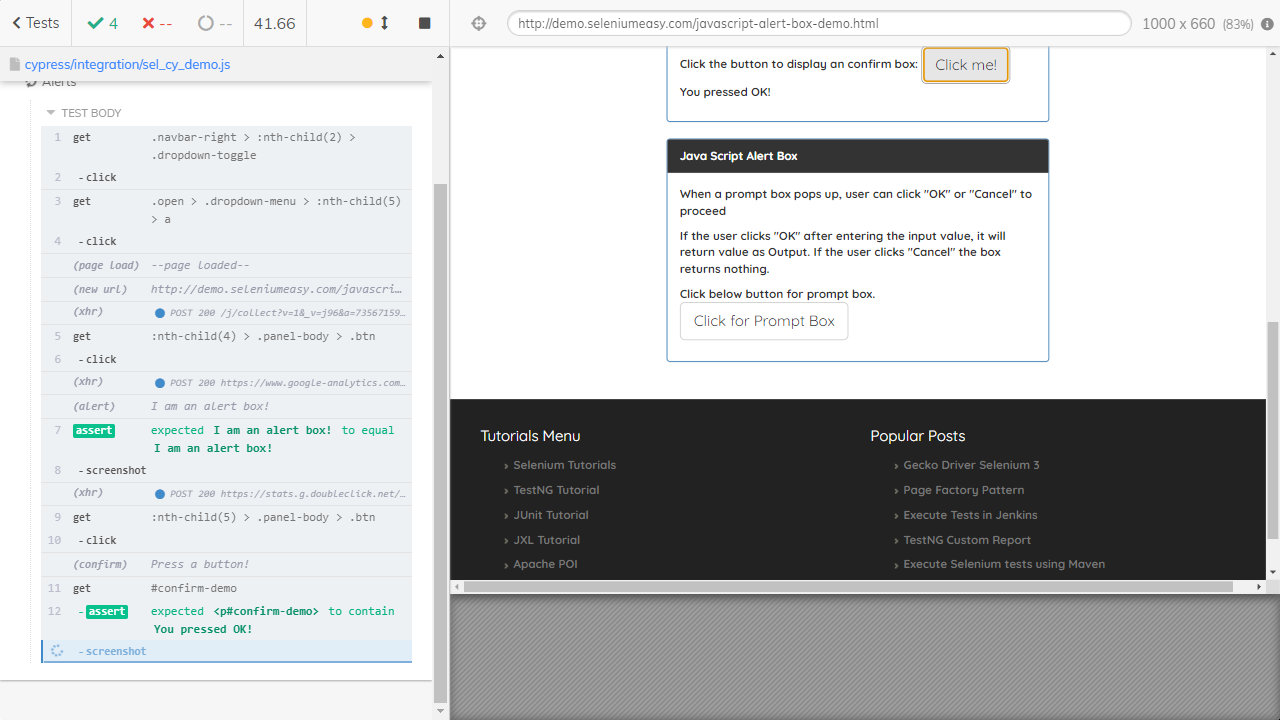 Tests
4
--
--
41.66
http://demo.seleniumeasy.com/javascript-alert-box-demo.html
1000 x 660 (83%)
cypress/integration/sel_cy_demo.js
Alerts
TEST BODY
1 get .navbar-right > :nth-child(2) >
.dropdown-toggle
2 - click
3 get .open > .dropdown-menu > :nth-child(5)
> a
4 - click
(page load) --page loaded--
(new url) http://demo.seleniumeasy.com/javascri…
(xhr) POST 200 /j/collect?v=1&_v=j96&a=73567159…
5 get :nth-child(4) > .panel-body > .btn
6 - click
(xhr) POST 200 https://www.google-analytics.com…
(alert) I am an alert box!
7 assert expected I am an alert box! to equal
I am an alert box!
8 - screenshot
(xhr) POST 200 https://stats.g.doubleclick.net/…
9 get :nth-child(5) > .panel-body > .btn
10 - click
(confirm) Press a button!
11 get #confirm-demo
12 - assert expected <p#confirm-demo> to contain
You pressed OK!
- screenshot
Click the button to display an confirm box: Click me!
You pressed OK!
Java Script Alert Box
When a prompt box pops up, user can click "OK" or "Cancel" to
proceed
If the user clicks "OK" after entering the input value, it will
return value as Output. If the user clicks "Cancel" the box
returns nothing.
Click below button for prompt box.
Click for Prompt Box
Tutorials Menu
Selenium Tutorials
TestNG Tutorial
JUnit Tutorial
JXL Tutorial
Apache POI
Popular Posts
Gecko Driver Selenium 3
Page Factory Pattern
Execute Tests in Jenkins
TestNG Custom Report
Execute Selenium tests using Maven